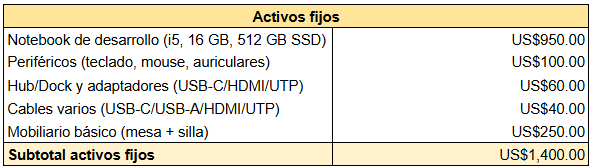 Activos fijos
Notebook de desarrollo (i5, 16 GB, 512 GB SSD) US$950.00
Periféricos (teclado, mouse, auriculares) US$100.00
Hub/Dock y adaptadores (USB-C/HDMI/UTP) US$60.00
Cables varios (USB-C/USB-A/HDMI/UTP) US$40.00
Mobiliario básico (mesa + silla) US$250.00
Subtotal activos fijos US$1,400.00